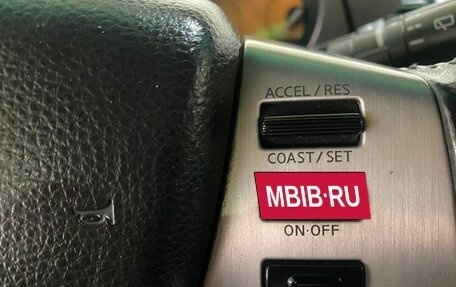 ACCEL/RES
COAST/SET
MBIB·RU
ON·OFF